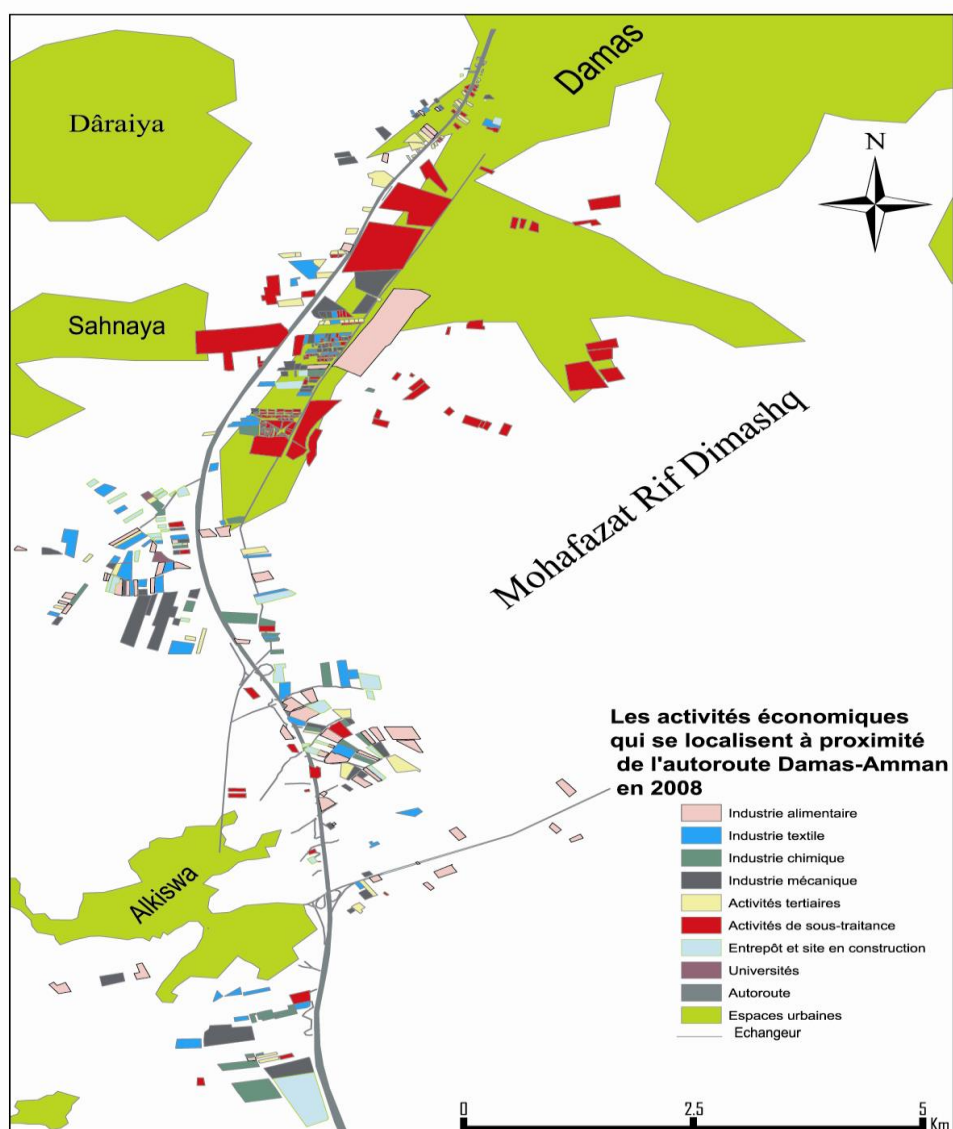 Damas
Dâraiya
N
Sahnaya
Mohafazat Rif Dimashq
Alkiswa
Les activités économiques
qui se localisent à proximité
de l'autoroute Damas-Amman
en 2008
Industrie alimentaire
Industrie textile
Industrie chimique
Industrie mécanique
Activités tertiaires
Activités de sous-traitance
Entrepôt et site en construction
Universités
Autoroute
Espaces urbaines
Echangeur
0 2.5 5
Km